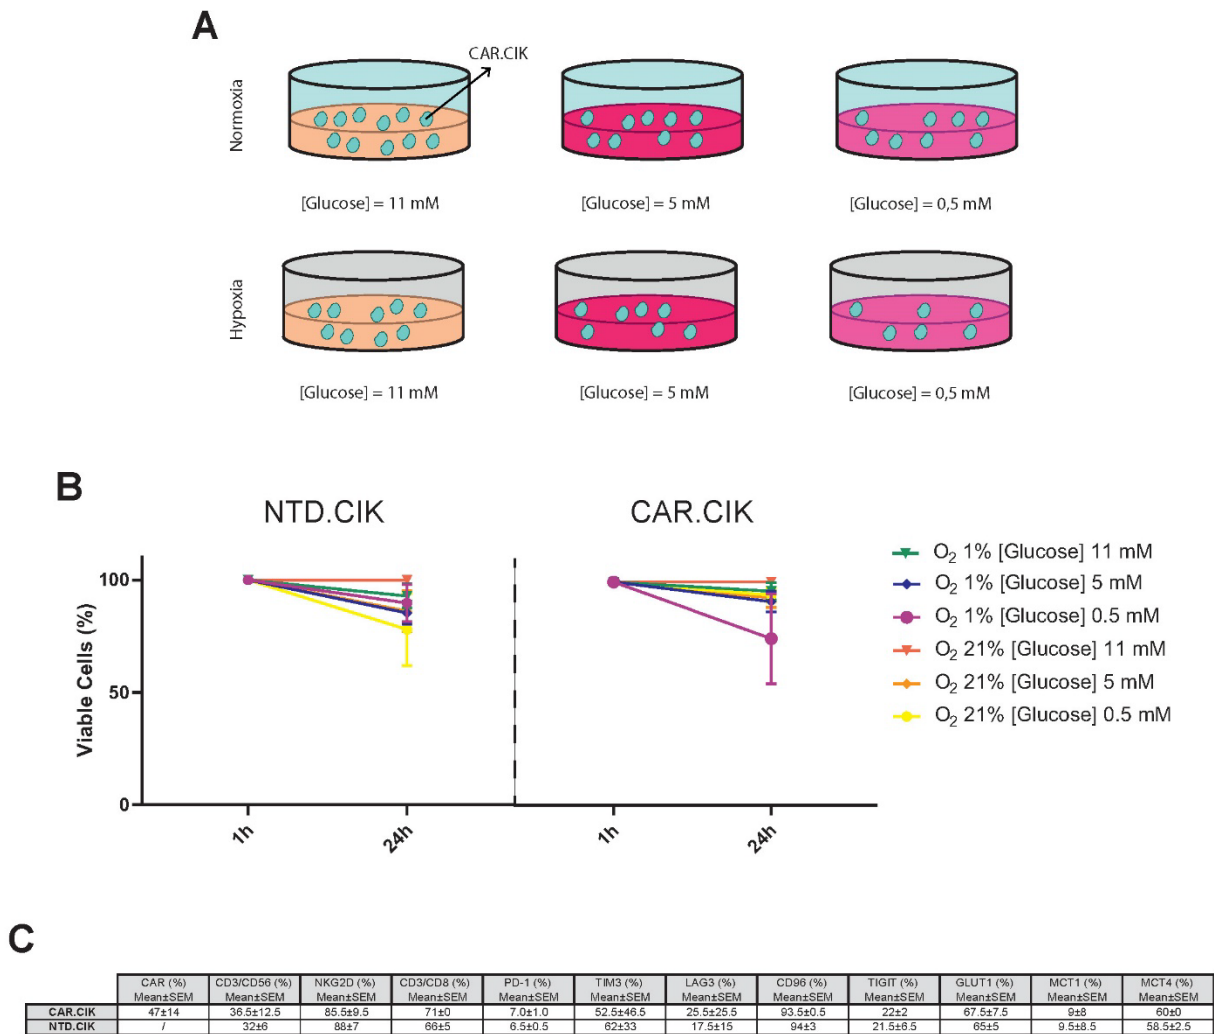 A
CAR.CIK
Normoxia
[Glucose] = 11 mM
[Glucose] = 5 mM
[Glucose] = 0,5 mM
Hypoxia
[Glucose] = 11 mM
[Glucose] = 5 mM
[Glucose] = 0,5 mM
B
NTD.CIK
CAR.CIK
Viable Cells (%)
100
50
0
1h
24h
1h
24h
O2 1% [Glucose] 11 mM
O2 1% [Glucose] 5 mM
O2 1% [Glucose] 0.5 mM
O2 21% [Glucose] 11 mM
O2 21% [Glucose] 5 mM
O2 21% [Glucose] 0.5 mM
C
CAR (%) CD3/CD56 (%) NKG2D (%) CD3/CD8 (%) PD-1 (%) TIM3 (%) LAG3 (%) CD96 (%) TIGIT (%) GLUT1 (%) MCT1 (%) MCT4 (%)
Mean±SEM Mean±SEM Mean±SEM Mean±SEM Mean±SEM Mean±SEM Mean±SEM Mean±SEM Mean±SEM Mean±SEM Mean±SEM Mean±SEM
CAR.CIK 47±14 36.5±12.5 85.5±9.5 71±0 7.0±1.0 52.5±46.5 25.5±25.5 93.5±0.5 22±2 67.5±7.5 9±8 60±0
NTD.CIK / 32±6 88±7 66±5 6.5±0.5 62±33 17.5±15 94±3 21.5±6.5 65±5 9.5±8.5 58.5±2.5